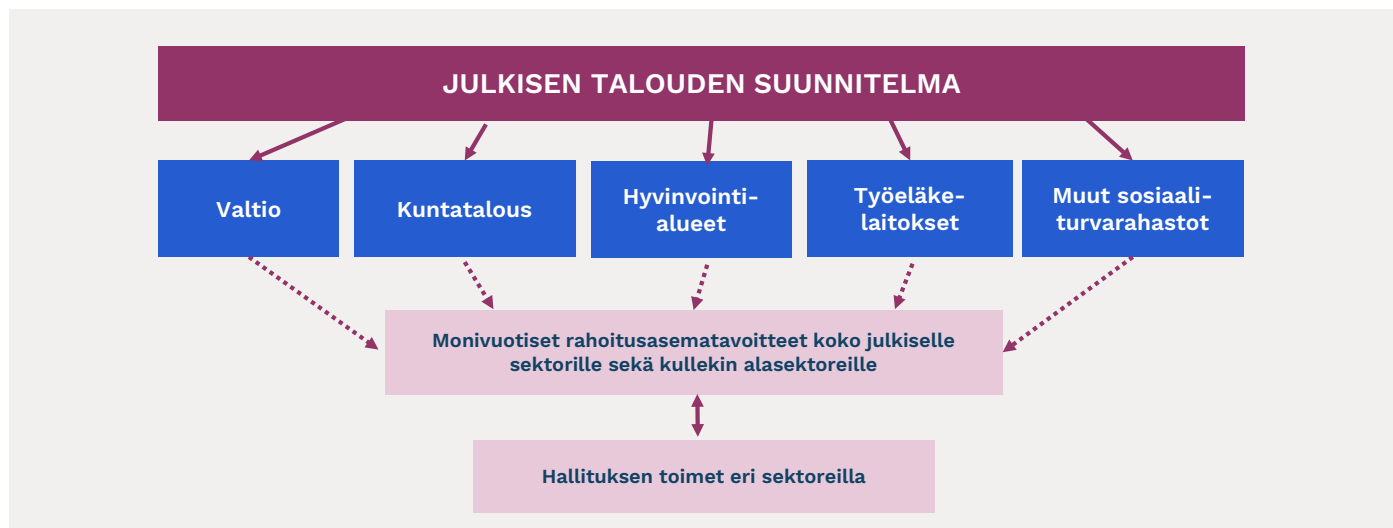 JULKISEN TALOUDEN SUUNNITELMA
Valtio
Kuntatalous
Hyvinvointi-
alueet
Työeläke-
laitokset
Muut sosiaali-
turvarahastot
Monivuotiset rahoitusasematavoitteet koko julkiselle
sektorille sekä kullekin alasektoreille
Hallituksen toimet eri sektoreilla